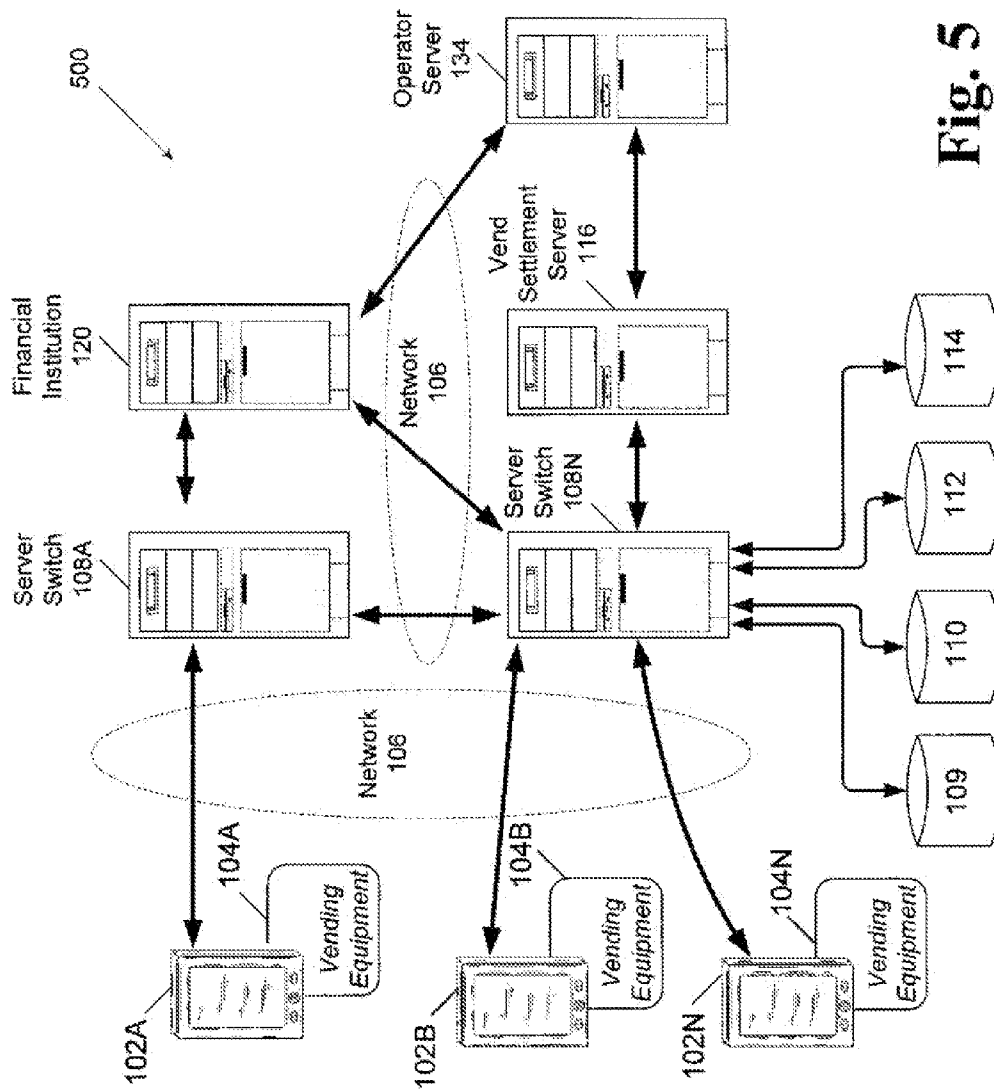 500
Financial
Institution
120
Operator
Server
134
Server
Switch
108A
Network
106
Vend
Settlement
Server
116
Server
Switch
108N
Network
106
102A
104A
Vending
Equipment
102B
104B
Vending
Equipment
102N
104N
Vending
Equipment
109
110
112
114
Fig. 5